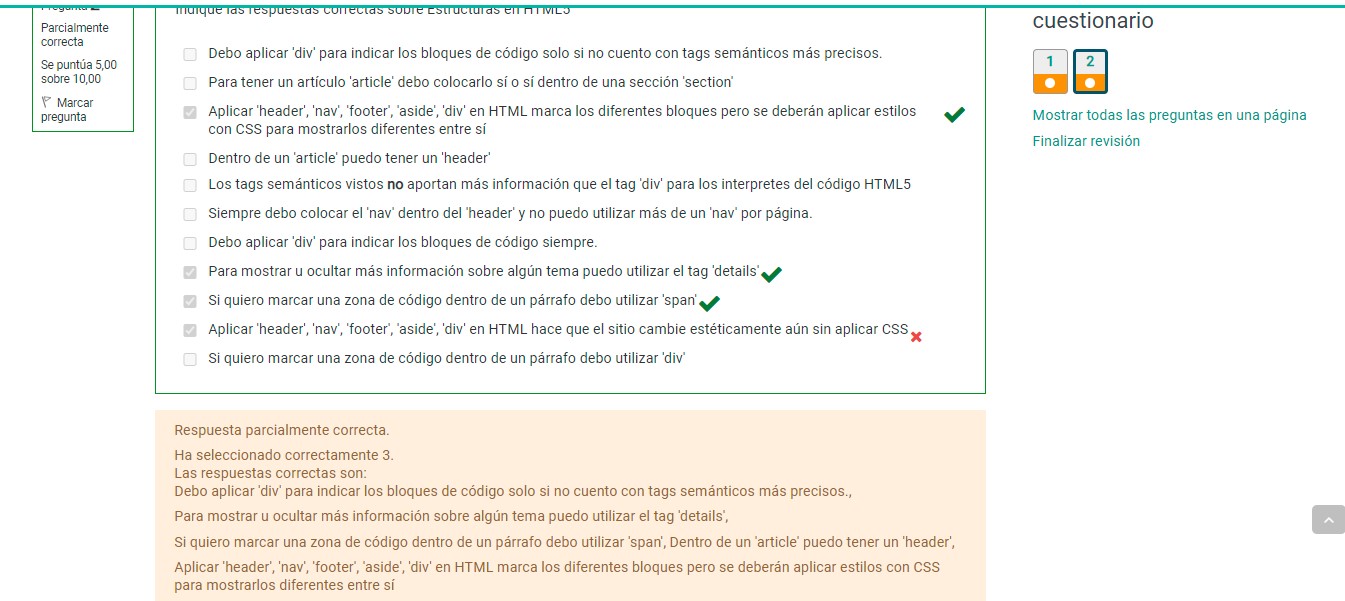 Parcialmente
correcta
Se puntúa 5,00
sobre 10,00
Marcar
pregunta
Indique las respuestas correctas sobre Estructuras en HTML5
Debo aplicar 'div' para indicar los bloques de código solo si no cuento con tags semánticos más precisos.
Para tener un artículo 'article' debo colocarlo sí o sí dentro de una sección 'section'
Aplicar 'header', 'nav', 'footer', 'aside', 'div' en HTML marca los diferentes bloques pero se deberán aplicar estilos
con CSS para mostrarlos diferentes entre sí
Dentro de un 'article' puedo tener un 'header'
Los tags semánticos vistos no aportan más información que el tag 'div' para los interpretes del código HTML5
Siempre debo colocar el 'nav' dentro del 'header' y no puedo utilizar más de un 'nav' por página.
Debo aplicar 'div' para indicar los bloques de código siempre.
Para mostrar u ocultar más información sobre algún tema puedo utilizar el tag 'details'
Si quiero marcar una zona de código dentro de un párrafo debo utilizar 'span'
Aplicar 'header', 'nav', 'footer', 'aside', 'div' en HTML hace que el sitio cambie estéticamente aún sin aplicar CSS
Si quiero marcar una zona de código dentro de un párrafo debo utilizar 'div'
Respuesta parcialmente correcta.
Ha seleccionado correctamente 3.
Las respuestas correctas son:
Debo aplicar 'div' para indicar los bloques de código solo si no cuento con tags semánticos más precisos.,
Para mostrar u ocultar más información sobre algún tema puedo utilizar el tag 'details',
Si quiero marcar una zona de código dentro de un párrafo debo utilizar 'span', Dentro de un 'article' puedo tener un 'header',
Aplicar 'header', 'nav', 'footer', 'aside', 'div' en HTML marca los diferentes bloques pero se deberán aplicar estilos con CSS
para mostrarlos diferentes entre sí
cuestionario
1 2
Mostrar todas las preguntas en una página
Finalizar revisión